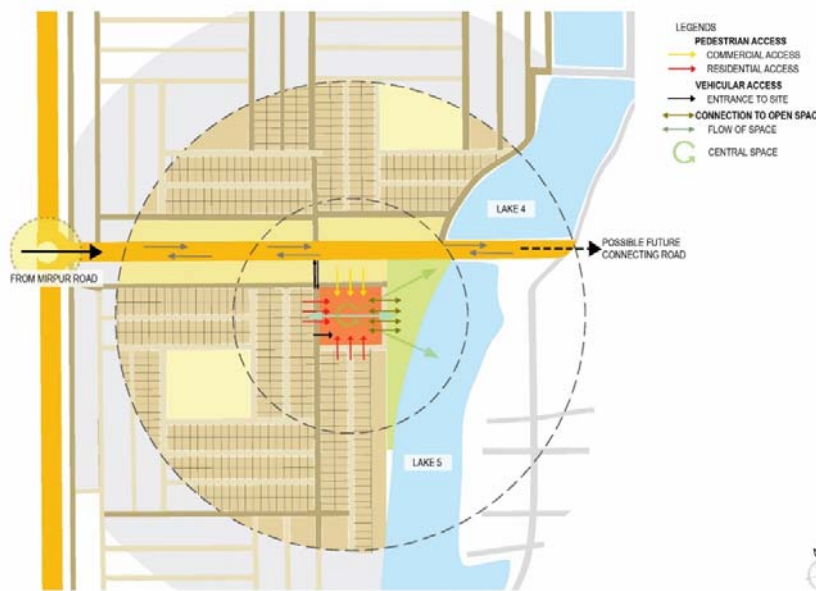 LEGENDS
PEDESTRIAN ACCESS
COMMERCIAL ACCESS
RESIDENTIAL ACCESS
VEHICULAR ACCESS
ENTRANCE TO SITE
CONNECTION TO OPEN SPACE
FLOW OF SPACE
CENTRAL SPACE
LAKE 4
POSSIBLE FUTURE
CONNECTING ROAD
FROM MIRPUR ROAD
LAKE 5